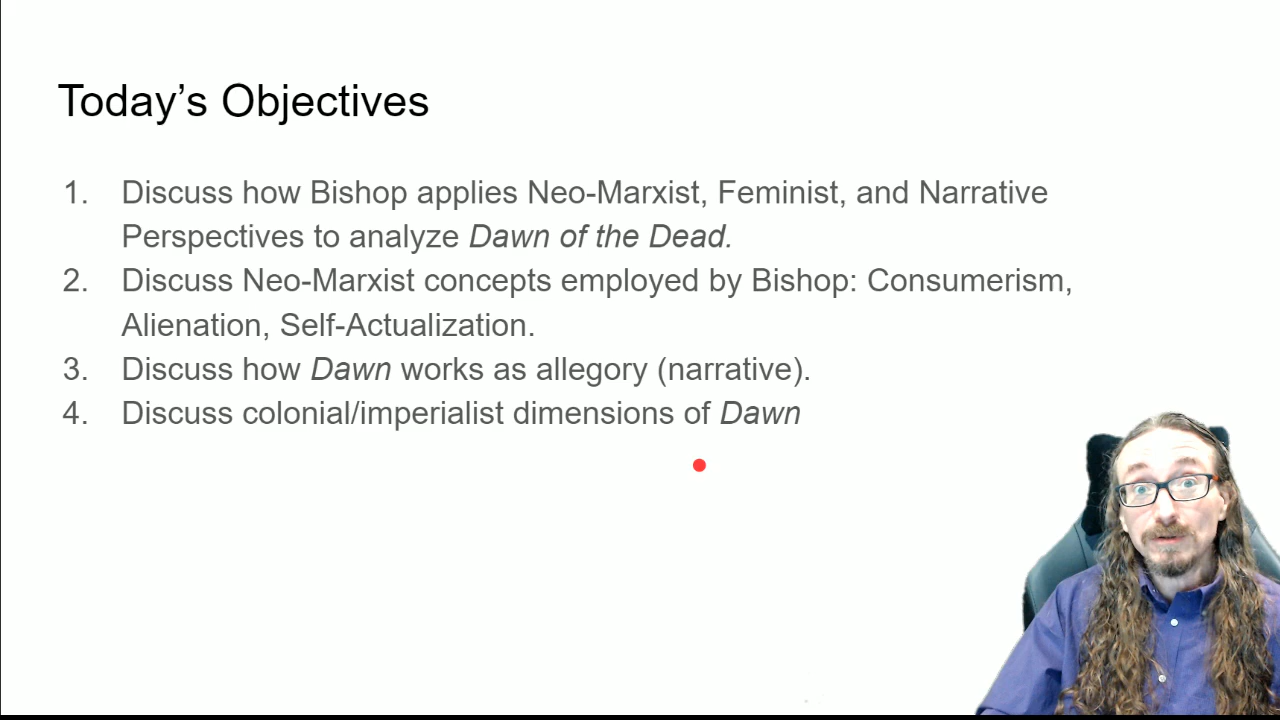 Today’s Objectives
1. Discuss how Bishop applies Neo-Marxist, Feminist, and Narrative
Perspectives to analyze Dawn of the Dead.
2. Discuss Neo-Marxist concepts employed by Bishop: Consumerism,
Alienation, Self-Actualization.
3. Discuss how Dawn works as allegory (narrative).
4. Discuss colonial/imperialist dimensions of Dawn